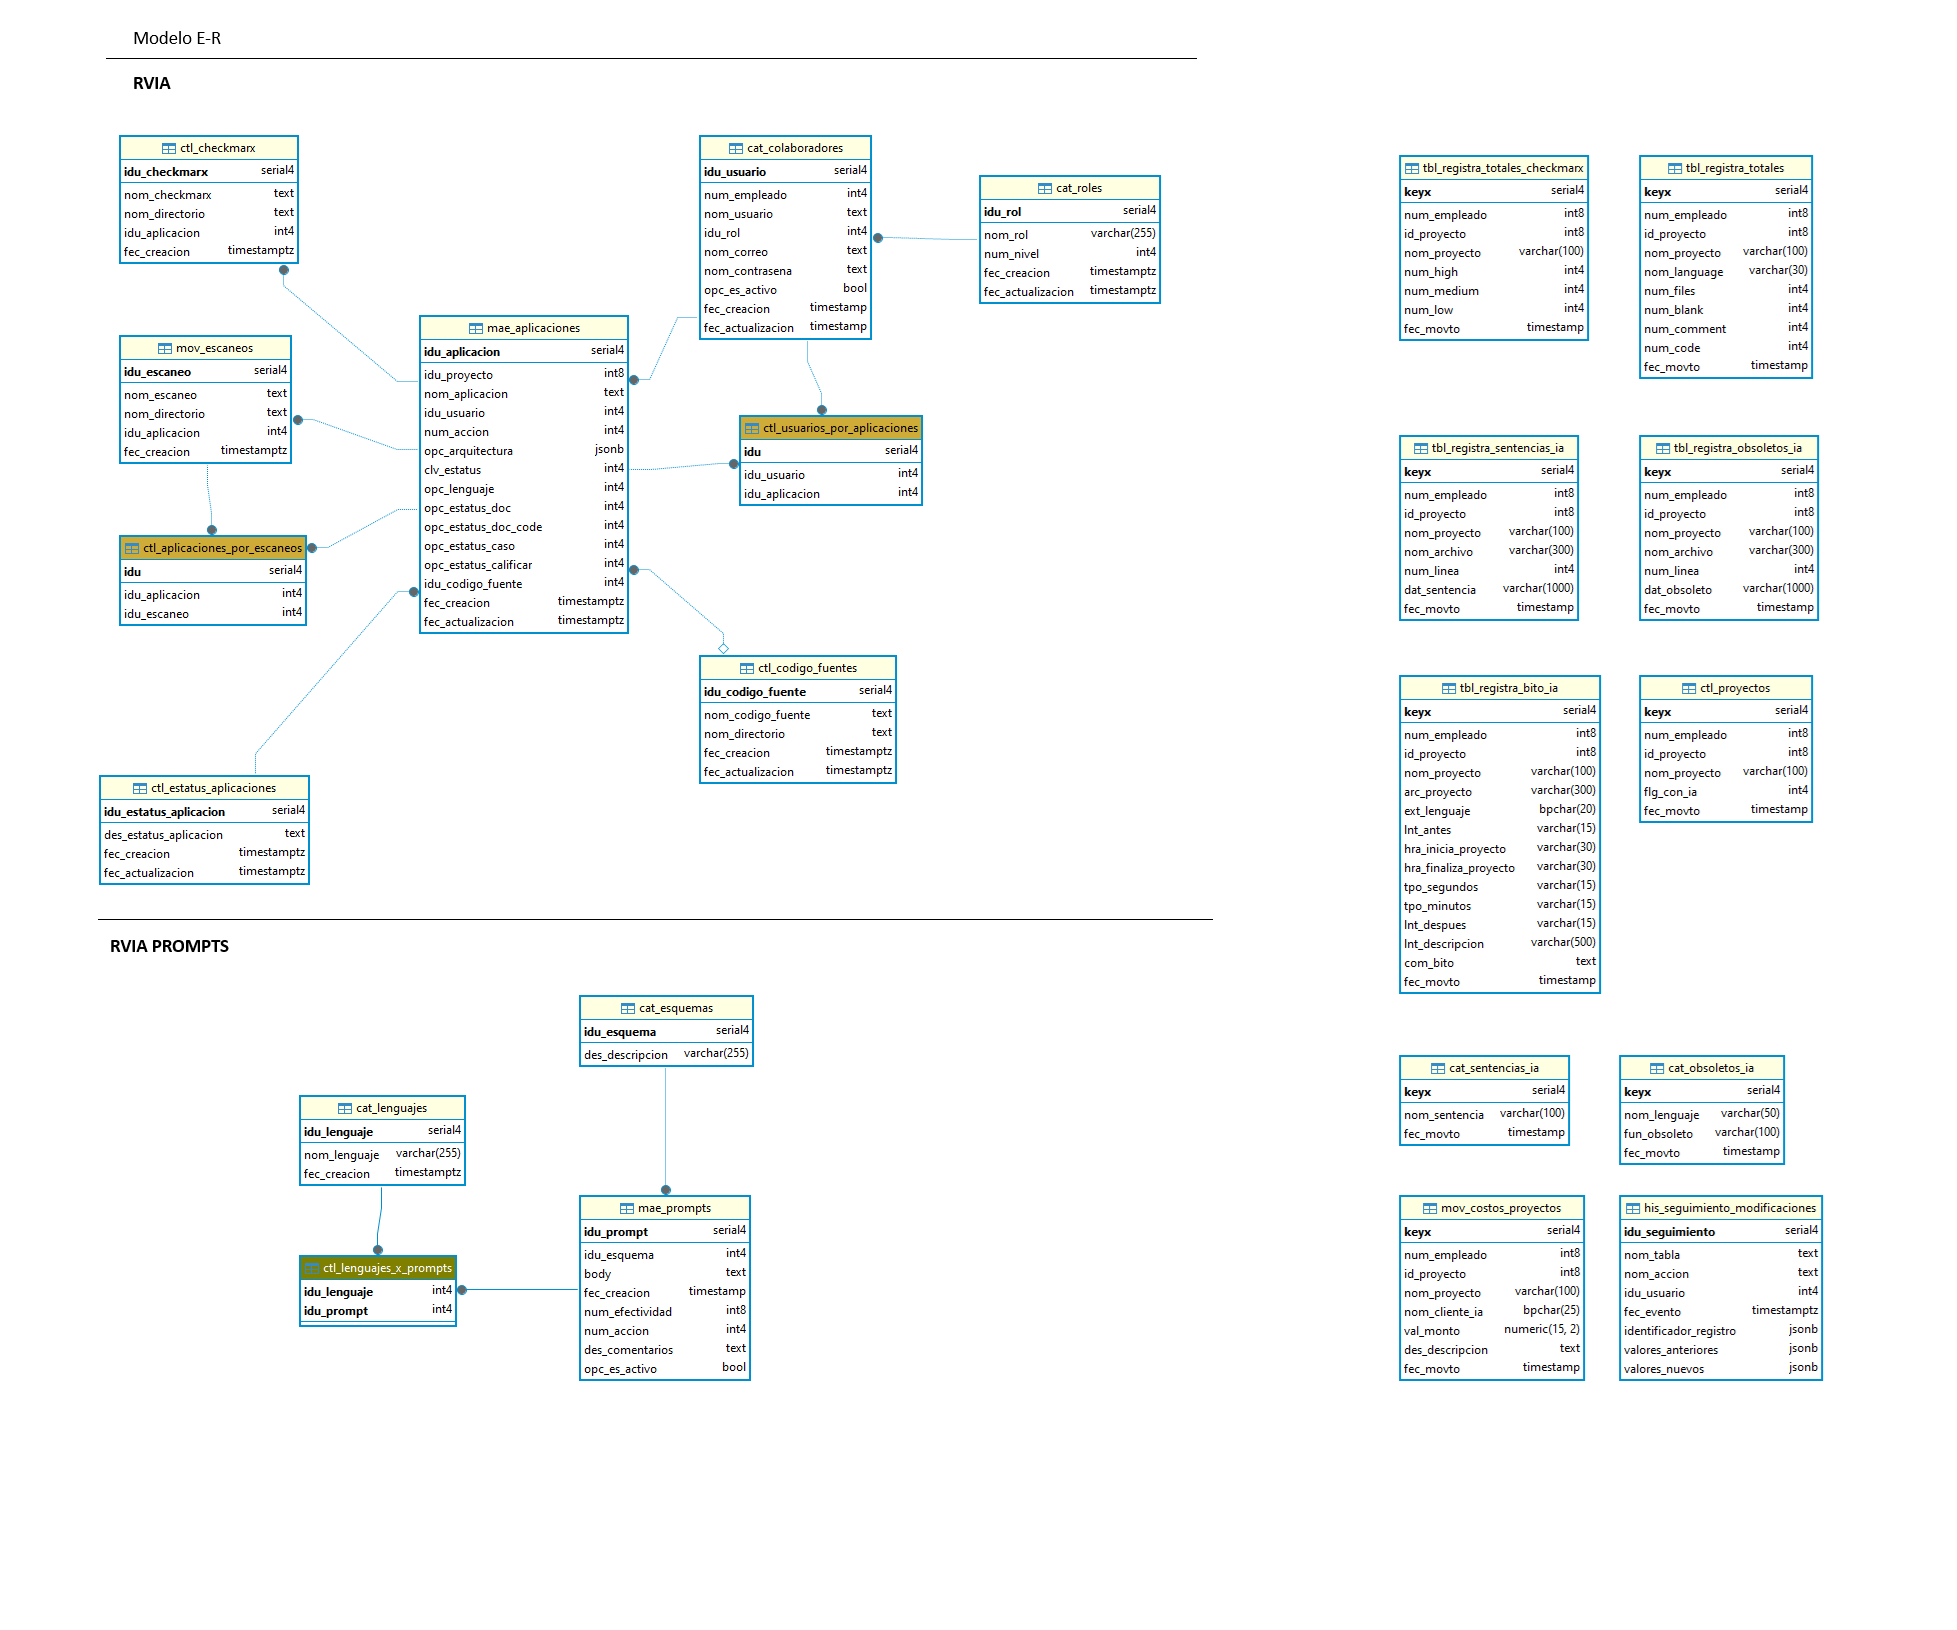 Modelo E-R
RVIA
ctl_checkmarx
idu_checkmarx serial4
nom_checkmarx text
nom_directorio text
idu_aplicacion int4
fec_creacion timestamptz
mov_escaneos
idu_escaneo serial4
nom_escaneo text
nom_directorio text
idu_aplicacion int4
fec_creacion timestamptz
ctl_aplicaciones_por_escaneos
idu serial4
idu_aplicacion int4
idu_escaneo int4
ctl_estatus_aplicaciones
idu_estatus_aplicacion serial4
des_estatus_aplicacion text
fec_creacion timestamptz
fec_actualizacion timestamptz
mae_aplicaciones
idu_aplicacion serial4
idu_proyecto int8
nom_aplicacion text
idu_usuario int4
num_accion int4
opc_arquitectura jsonb
clv_estatus int4
opc_lenguaje int4
opc_estatus_doc int4
opc_estatus_doc_code int4
opc_estatus_caso int4
opc_estatus_calificar int4
idu_codigo_fuente int4
fec_creacion timestamptz
fec_actualizacion timestamptz
cat_colaboradores
idu_usuario serial4
num_empleado int4
nom_usuario text
idu_rol int4
nom_correo text
nom_contrasena text
opc_es_activo bool
fec_creacion timestamp
fec_actualizacion timestamp
cat_roles
idu_rol serial4
nom_rol varchar(255)
num_nivel int4
fec_creacion timestamptz
fec_actualizacion timestamptz
ctl_usuarios_por_aplicaciones
idu serial4
idu_usuario int4
idu_aplicacion int4
ctl_codigo_fuentes
idu_codigo_fuente serial4
nom_codigo_fuente text
nom_directorio text
fec_creacion timestamptz
fec_actualizacion timestamptz
RVIA PROMPTS
cat_esquemas
idu_esquema serial4
des_descripcion varchar(255)
cat_lenguajes
idu_lenguaje serial4
nom_lenguaje varchar(255)
fec_creacion timestamptz
ctl_lenguajes_x_prompts
idu_lenguaje int4
idu_prompt int4
mae_prompts
idu_prompt serial4
idu_esquema int4
body text
fec_creacion timestamp
num_efectividad int8
num_accion int4
des_comentarios text
opc_es_activo bool
tbl_registra_totales_checkmarx
keyx serial4
num_empleado int8
id_proyecto int8
nom_proyecto varchar(100)
num_high int4
num_medium int4
num_low int4
fec_movto timestamp
tbl_registra_totales
keyx serial4
num_empleado int8
id_proyecto int8
nom_proyecto varchar(100)
nom_language varchar(30)
num_files int4
num_blank int4
num_comment int4
num_code int4
fec_movto timestamp
tbl_registra_sentencias_ia
keyx serial4
num_empleado int8
id_proyecto int8
nom_proyecto varchar(100)
nom_archivo varchar(300)
num_linea int4
dat_sentencia varchar(1000)
fec_movto timestamp
tbl_registra_obsoletos_ia
keyx serial4
num_empleado int8
id_proyecto int8
nom_proyecto varchar(100)
nom_archivo varchar(300)
num_linea int4
dat_obsoleto varchar(1000)
fec_movto timestamp
tbl_registra_bito_ia
keyx serial4
num_empleado int8
id_proyecto int8
nom_proyecto varchar(100)
arc_proyecto varchar(300)
ext_lenguaje bpchar(20)
lnt_antes varchar(15)
hra_inicia_proyecto varchar(30)
hra_finaliza_proyecto varchar(30)
tpo_segundos varchar(15)
tpo_minutos varchar(15)
lnt_despues varchar(15)
lnt_descripcion varchar(500)
com_bito text
fec_movto timestamp
ctl_proyectos
keyx serial4
num_empleado int8
id_proyecto int8
nom_proyecto varchar(100)
flg_con_ia int4
fec_movto timestamp
cat_sentencias_ia
keyx serial4
nom_sentencia varchar(100)
fec_movto timestamp
cat_obsoletos_ia
keyx serial4
nom_lenguaje varchar(50)
fun_obsoleto varchar(100)
fec_movto timestamp
mov_costos_proyectos
keyx serial4
num_empleado int8
id_proyecto int8
nom_proyecto varchar(100)
nom_cliente_ia bpchar(25)
val_monto numeric(15, 2)
des_descripcion text
fec_movto timestamp
his_seguimiento_modificaciones
idu_seguimiento serial4
nom_tabla text
nom_accion text
idu_usuario int4
fec_evento timestamptz
identificador_registro jsonb
valores_anteriores jsonb
valores_nuevos jsonb